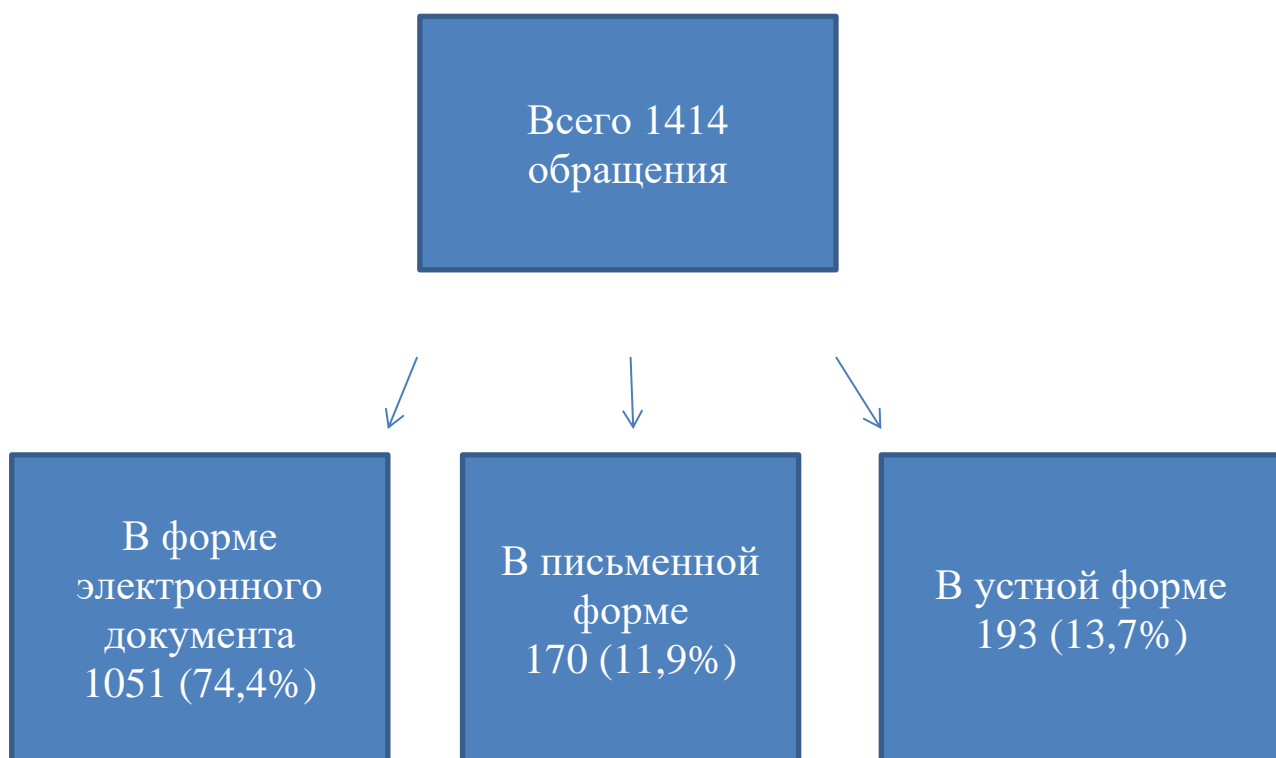 Всего 1414
обращения
В форме
электронного
документа
1051 (74,4%)
В письменной
форме
170 (11,9%)
В устной форме
193 (13,7%)